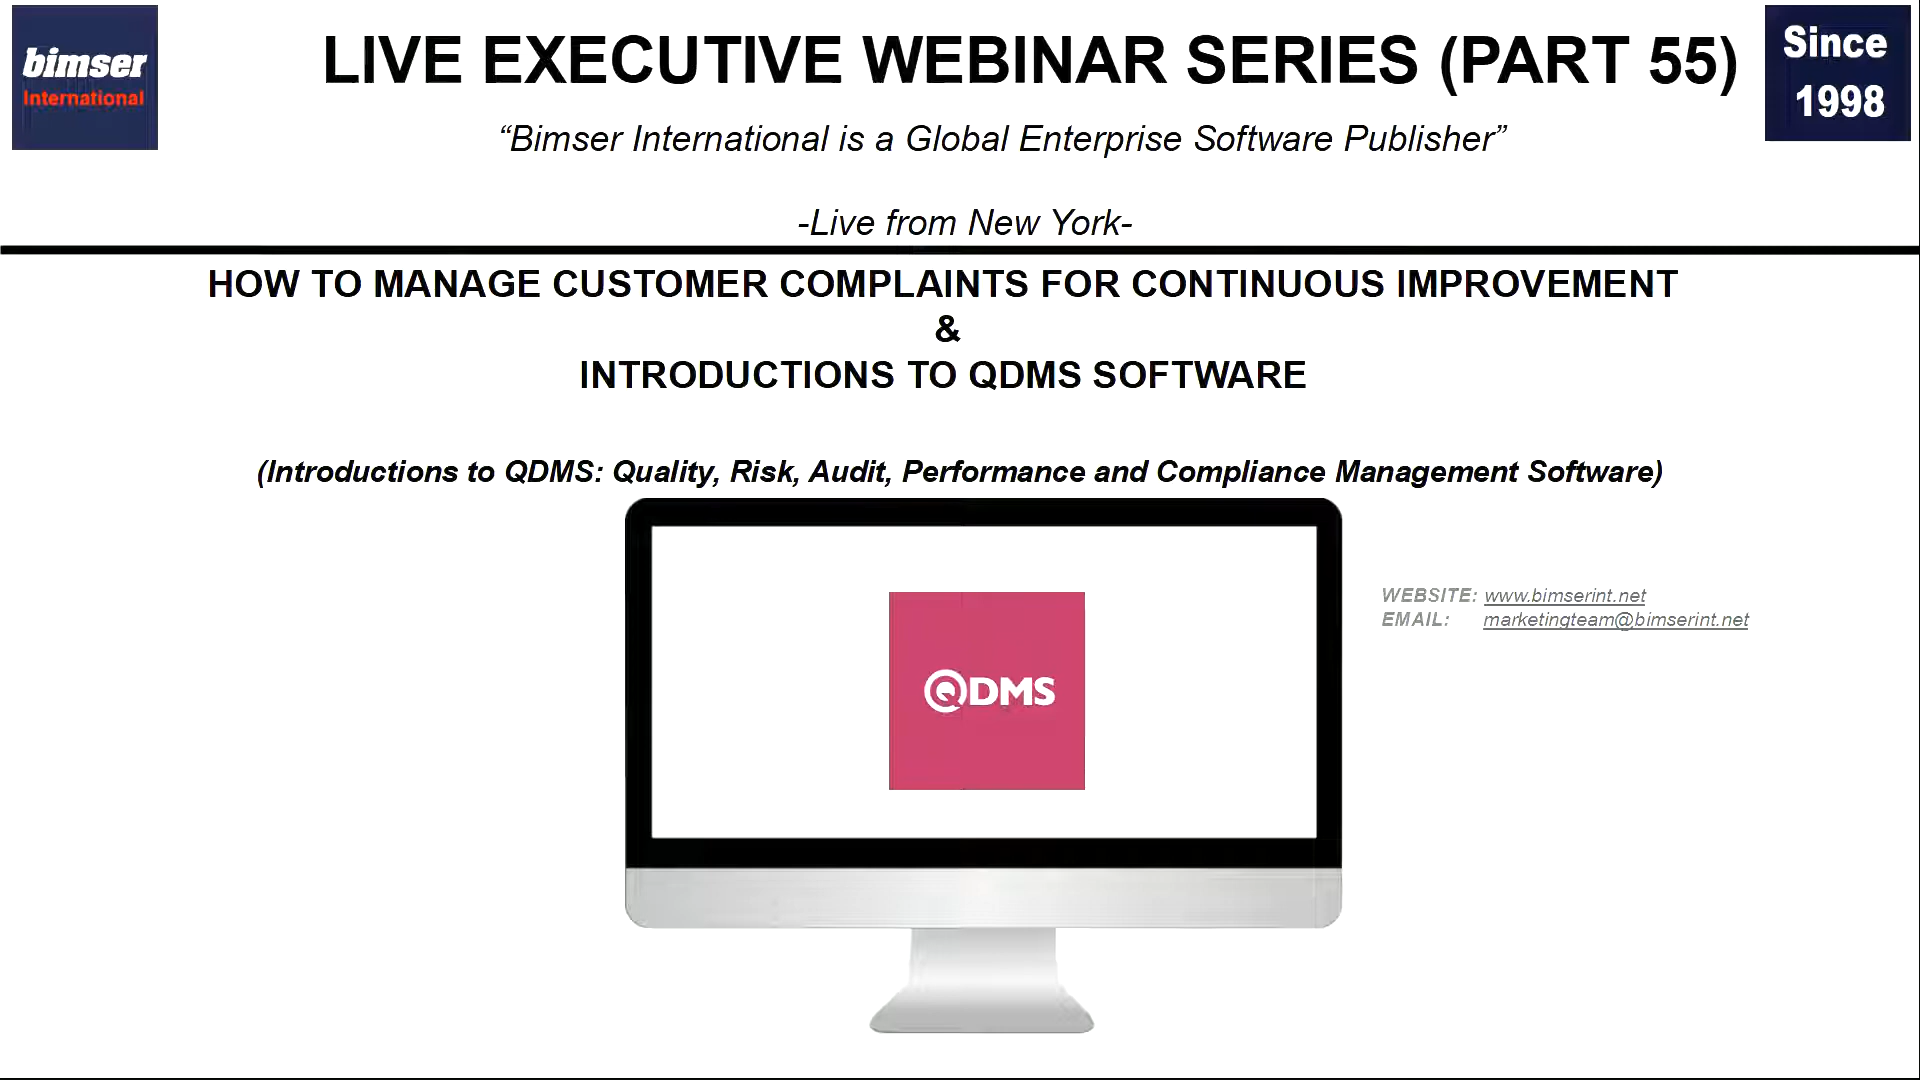 bimser
International
LIVE EXECUTIVE WEBINAR SERIES (PART 55)
Since
1998
“Bimser International is a Global Enterprise Software Publisher”
-Live from New York-
HOW TO MANAGE CUSTOMER COMPLAINTS FOR CONTINUOUS IMPROVEMENT
&
INTRODUCTIONS TO QDMS SOFTWARE
(Introductions to QDMS: Quality, Risk, Audit, Performance and Compliance Management Software)
QDMS
WEBSITE: www.bimserint.net
EMAIL: marketingteam@bimserint.net